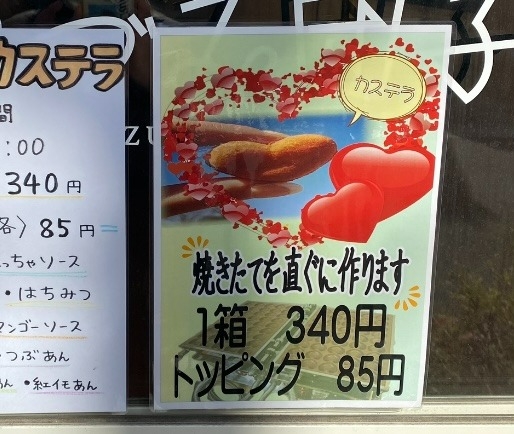 カステラ
:00
340円
85円
ちゃソース
・はちみつ
マンゴーソース
つぶあん
・紅イモあん
カステラ
焼きたてを直ぐに作ります
1箱 340円
トッピング 85円